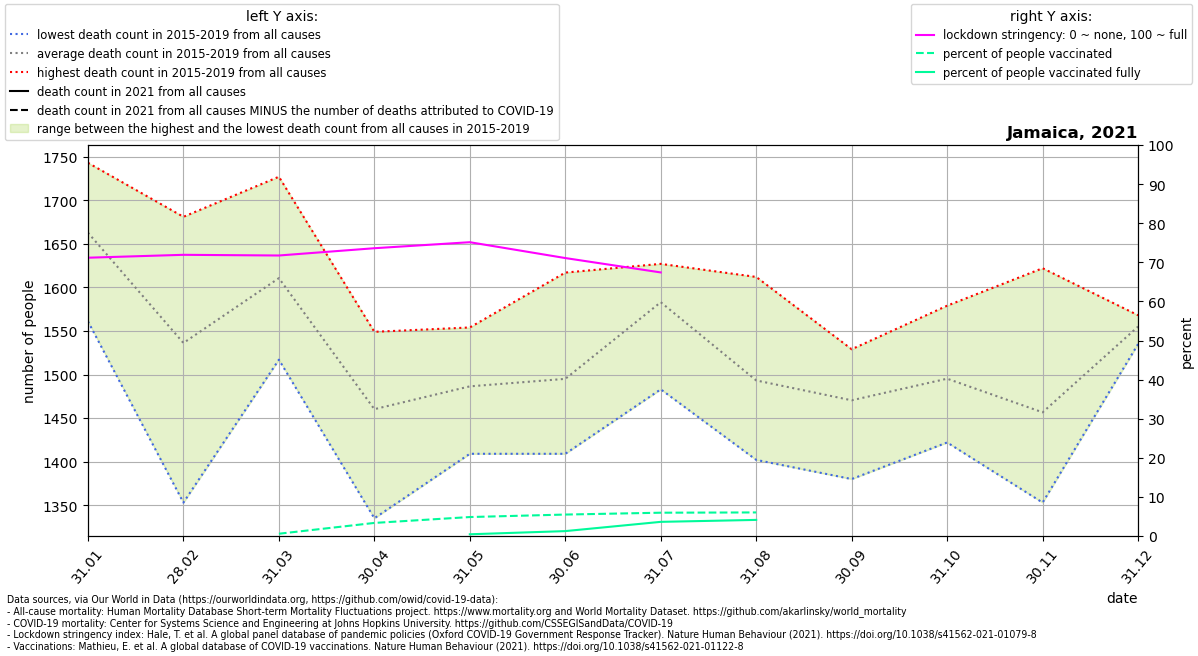 left Y axis:
lowest death count in 2015-2019 from all causes
average death count in 2015-2019 from all causes
highest death count in 2015-2019 from all causes
death count in 2021 from all causes
death count in 2021 from all causes MINUS the number of deaths attributed to COVID-19
range between the highest and the lowest death count from all causes in 2015-2019
right Y axis:
lockdown stringency: 0 ~ none, 100 ~ full
percent of people vaccinated
percent of people vaccinated fully
Jamaica, 2021
number of people
1750
1700
1650
1600
1550
1500
1450
1400
1350
100
90
80
70
60
50
40
30
20
10
0
percent
31.01
28.02
31.03
30.04
31.05
30.06
31.07
31.08
30.09
31.10
30.11
31.12
date
Data sources, via Our World in Data (https://ourworldindata.org, https://github.com/owid/covid-19-data):
- All-cause mortality: Human Mortality Database Short-term Mortality Fluctuations project. https://www.mortality.org and World Mortality Dataset. https://github.com/akarlinsky/world_mortality
- COVID-19 mortality: Center for Systems Science and Engineering at Johns Hopkins University. https://github.com/CSSEGISandData/COVID-19
- Lockdown stringency index: Hale, T. et al. A global panel database of pandemic policies (Oxford COVID-19 Government Response Tracker). Nature Human Behaviour (2021). https://doi.org/10.1038/s41562-021-01079-8
- Vaccinations: Mathieu, E. et al. A global database of COVID-19 vaccinations. Nature Human Behaviour (2021). https://doi.org/10.1038/s41562-021-01122-8